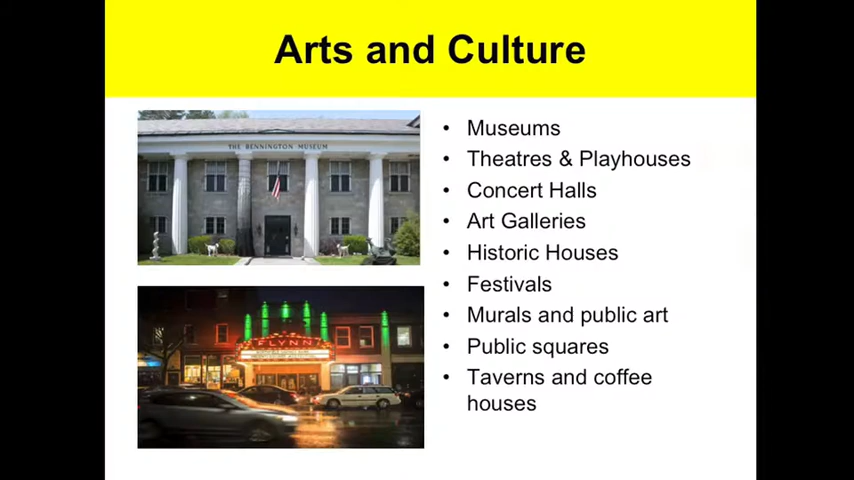 Arts and Culture
THE BENNINGTON MUSEUM
FLYNN
• Museums
• Theatres & Playhouses
• Concert Halls
• Art Galleries
• Historic Houses
• Festivals
• Murals and public art
• Public squares
• Taverns and coffee
houses